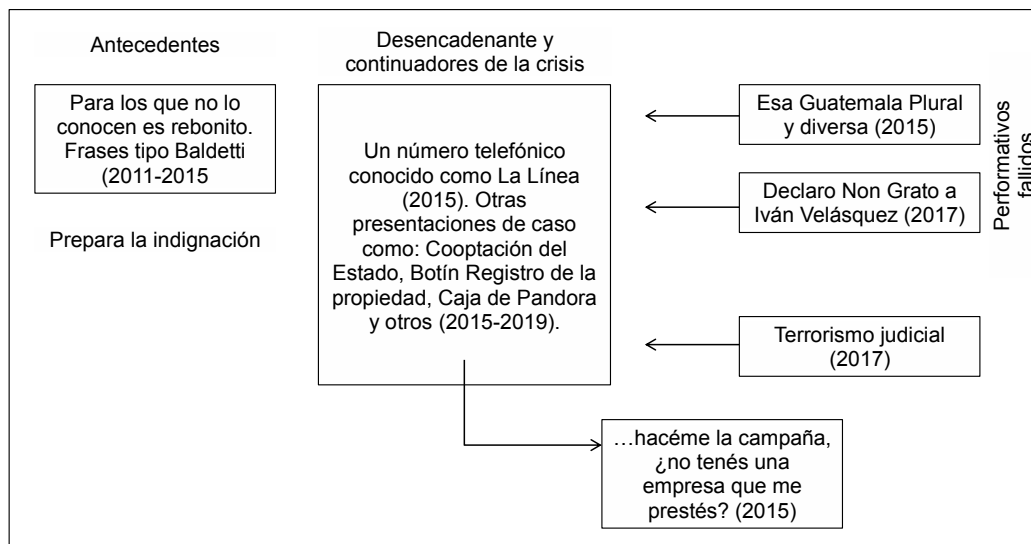 Antecedentes
Para los que no lo
conocen es rebonito.
Frases tipo Baldetti
(2011-2015
Prepara la indignación
Desencadenante y
continuadores de la crisis
Un número telefónico
conocido como La Línea
(2015). Otras
presentaciones de caso
como: Cooptación del
Estado, Botín Registro de la
propiedad, Caja de Pandora
y otros (2015-2019).
Esa Guatemala Plural
y diversa (2015)
Declaro Non Grato a
Iván Velásquez (2017)
Terrorismo judicial
(2017)
Performativos
fallidos
…hacéme la campaña,
¿no tenés una
empresa que me
prestés? (2015)